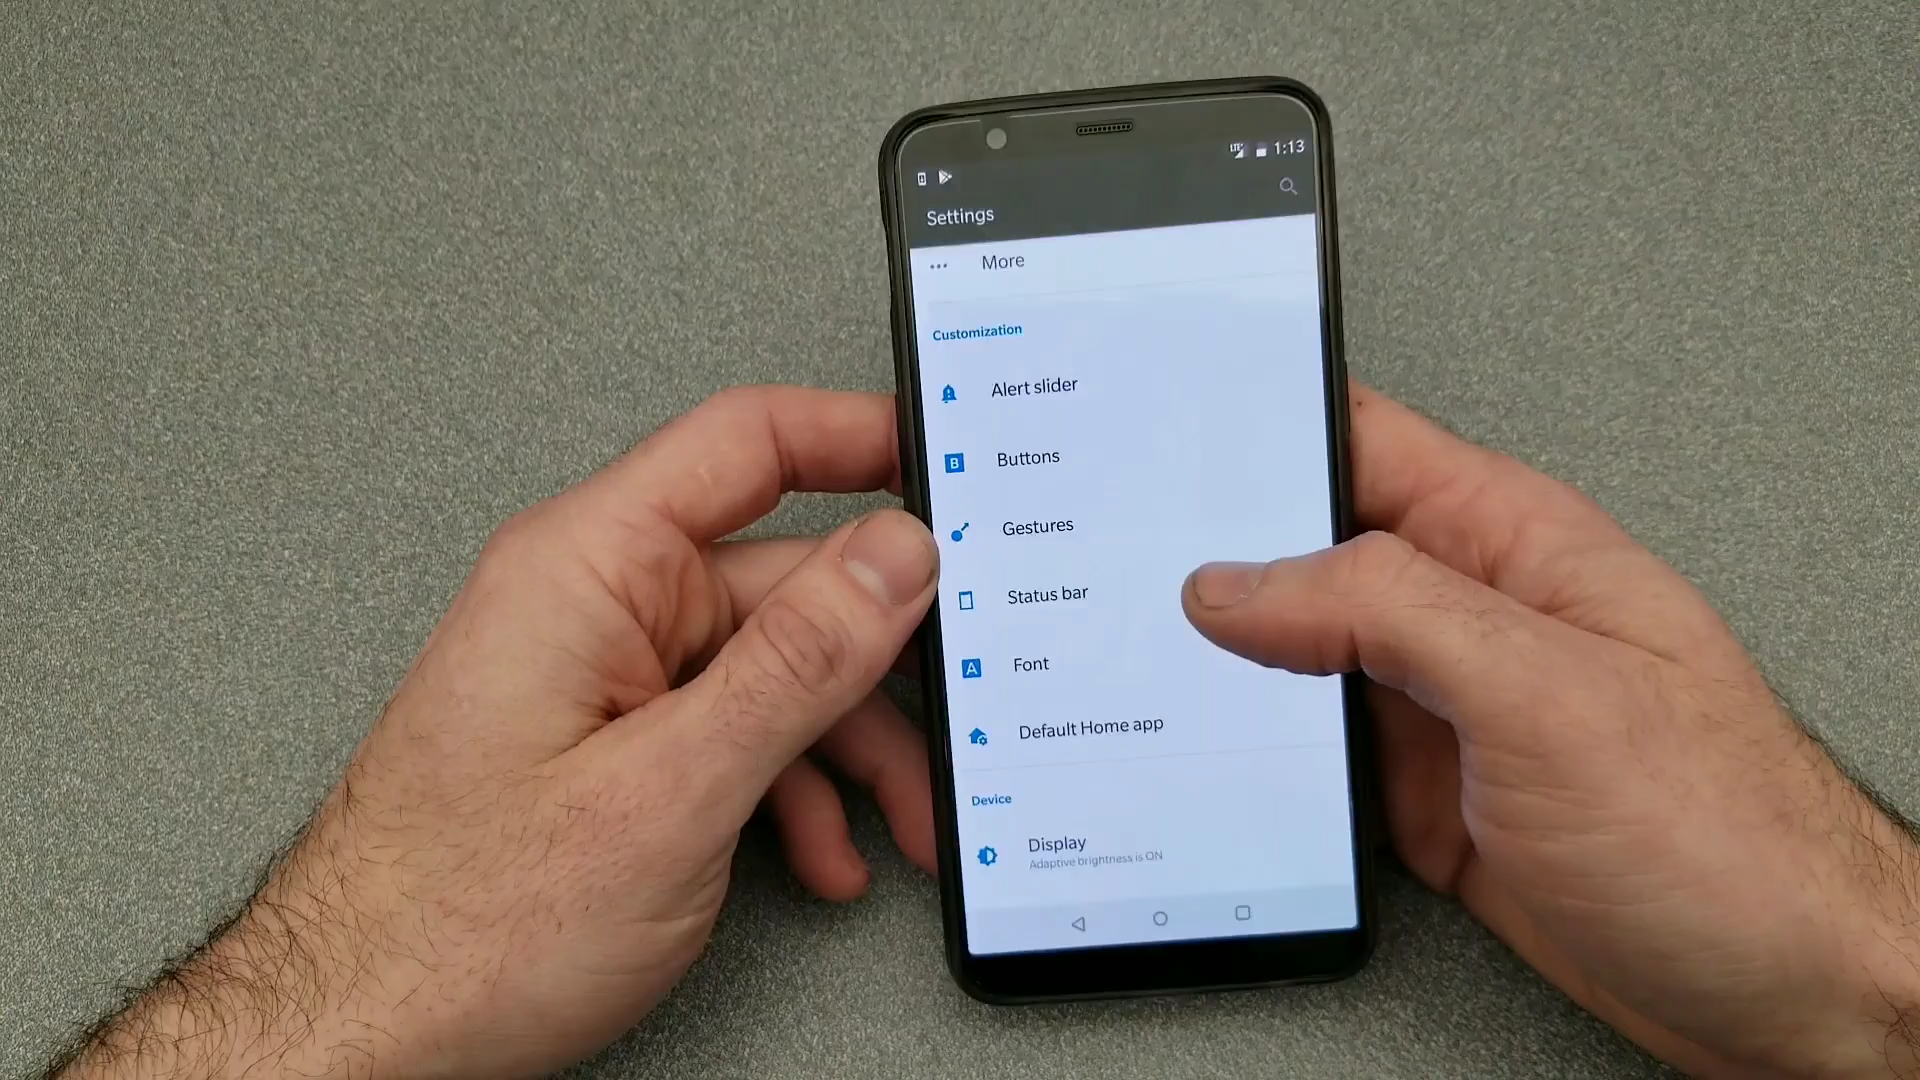 LTE 1:13
Settings
More
Customization
Alert slider
B Buttons
Gestures
Status bar
A Font
Default Home app
Device
Display
Adaptive brightness is ON